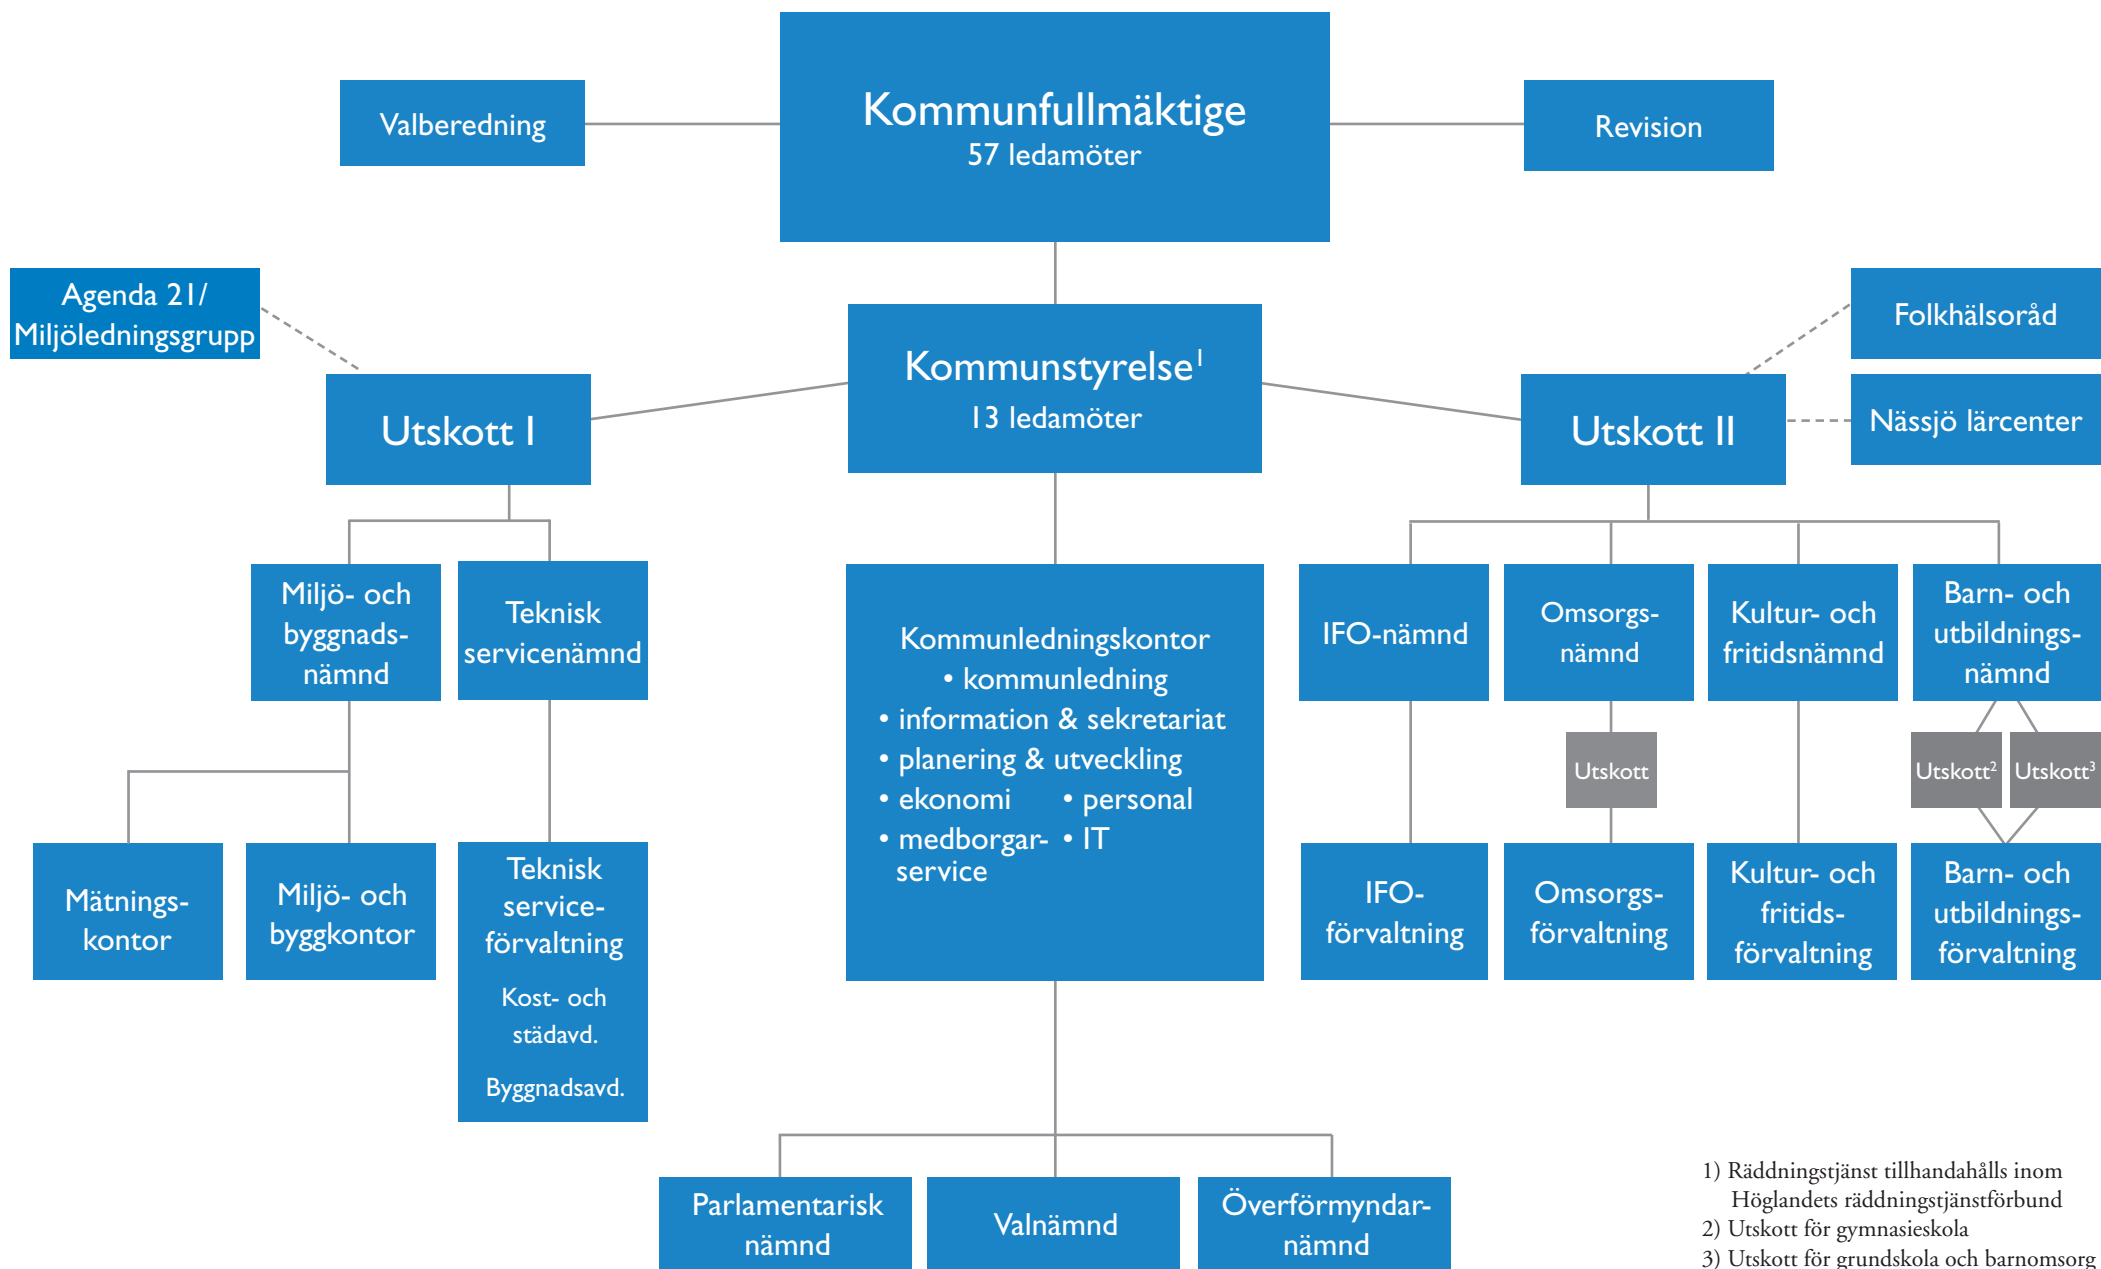 Kommunfullmäktige
57 ledamöter
Valberedning
Revision
Agenda 21/
Miljöledningsgrupp
Kommunstyrelse¹
13 ledamöter
Folkhälsoråd
Nässjö lärcenter
Utskott I
Utskott II
Miljö- och
byggnads-
nämnd
Teknisk
servicenämnd
Kommunledningskontor
• kommunledning
• information & sekretariat
• planering & utveckling
• ekonomi • personal
• medborgar- • IT
service
IFO-nämnd
Omsorgs-
nämnd
Kultur- och
fritidsnämnd
Barn- och
utbildnings-
nämnd
Utskott
Utskott²
Utskott³
Mätnings-
kontor
Miljö- och
byggkontor
Teknisk
service-
förvaltning
Kost- och
städavd.
Byggnadsavd.
IFO-
förvaltning
Omsorgs-
förvaltning
Kultur- och
fritids-
förvaltning
Barn- och
utbildnings-
förvaltning
Parlamentarisk
nämnd
Valnämnd
Överförmyndar-
nämnd
1) Räddningstjänst tillhandahålls inom
Höglandets räddningstjänstförbund
2) Utskott för gymnasieskola
3) Utskott för grundskola och barnomsorg